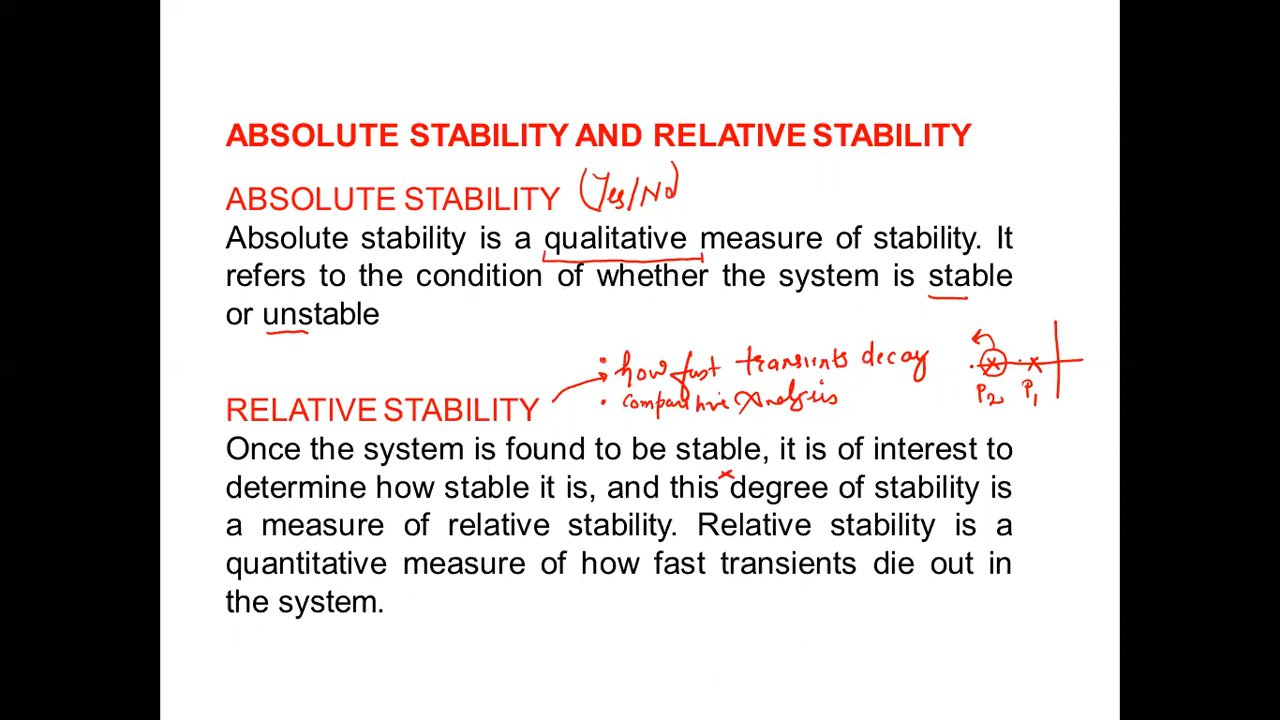 ABSOLUTE STABILITY AND RELATIVE STABILITY
ABSOLUTE STABILITY (Yes/No)
Absolute stability is a qualitative measure of stability. It
refers to the condition of whether the system is stable
or unstable
• how fast transients decay
P2 P1
• comparitive Analysis
RELATIVE STABILITY
Once the system is found to be stable, it is of interest to
determine how stable it is, and this degree of stability is
a measure of relative stability. Relative stability is a
quantitative measure of how fast transients die out in
the system.